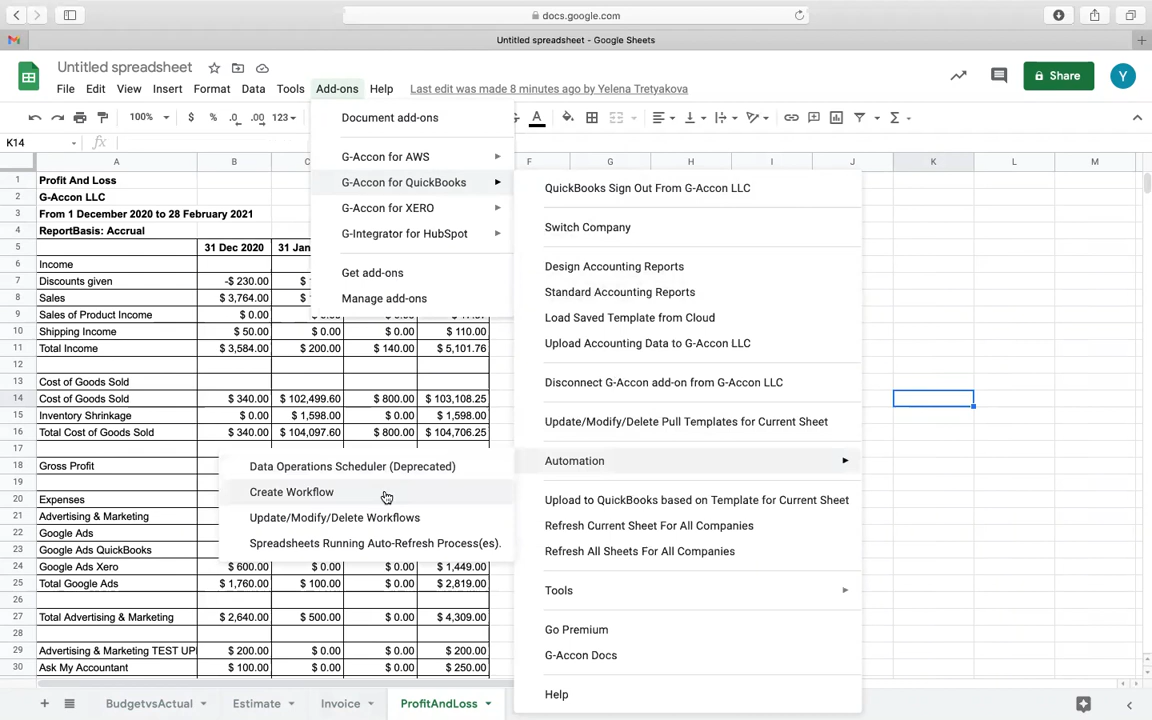 docs.google.com
Untitled spreadsheet - Google Sheets
Untitled spreadsheet
File Edit View Insert Format Data Tools Add-ons Help Last edit was made 8 minutes ago by Yelena Tretyakova
Share
Y
100% $ % .0 .00 123
K14
fx
Document add-ons
G-Accon for AWS
G-Accon for QuickBooks
G-Accon for XERO
G-Integrator for HubSpot
Get add-ons
Manage add-ons
QuickBooks Sign Out From G-Accon LLC
Switch Company
Design Accounting Reports
Standard Accounting Reports
Load Saved Template from Cloud
Upload Accounting Data to G-Accon LLC
Disconnect G-Accon add-on from G-Accon LLC
Update/Modify/Delete Pull Templates for Current Sheet
Automation
Upload to QuickBooks based on Template for Current Sheet
Refresh Current Sheet For All Companies
Refresh All Sheets For All Companies
Tools
Go Premium
G-Accon Docs
Help
Data Operations Scheduler (Deprecated)
Create Workflow
Update/Modify/Delete Workflows
Spreadsheets Running Auto-Refresh Process(es).
A B C F G H I J K L M
1 Profit And Loss
2 G-Accon LLC
3 From 1 December 2020 to 28 February 2021
4 ReportBasis: Accrual
5 31 Dec 2020 31 Jan
6 Income
7 Discounts given -$ 230.00 $
8 Sales $ 3,764.00 $
9 Sales of Product Income $ 0.00
10 Shipping Income $ 50.00 $ 0.00 $ 0.00 $ 110.00
11 Total Income $ 3,584.00 $ 200.00 $ 140.00 $ 5,101.76
12
13 Cost of Goods Sold
14 Cost of Goods Sold $ 340.00 $ 102,499.60 $ 800.00 $ 103,108.25
15 Inventory Shrinkage $ 0.00 $ 1,598.00 $ 0.00 $ 1,598.00
16 Total Cost of Goods Sold $ 340.00 $ 104,097.60 $ 800.00 $ 104,706.25
17
18 Gross Profit
19
20 Expenses
21 Advertising & Marketing
22 Google Ads
23 Google Ads QuickBooks
24 Google Ads Xero $ 600.00 $ 0.00 $ 0.00 $ 1,449.00
25 Total Google Ads $ 1,760.00 $ 100.00 $ 0.00 $ 2,819.00
26
27 Total Advertising & Marketing $ 2,640.00 $ 500.00 $ 0.00 $ 4,309.00
28
29 Advertising & Marketing TEST UP $ 200.00 $ 0.00 $ 0.00 $ 200.00
30 Ask My Accountant $ 100.00 $ 0.00 $ 0.00 $ 250.00
BudgetvsActual Estimate Invoice ProfitAndLoss